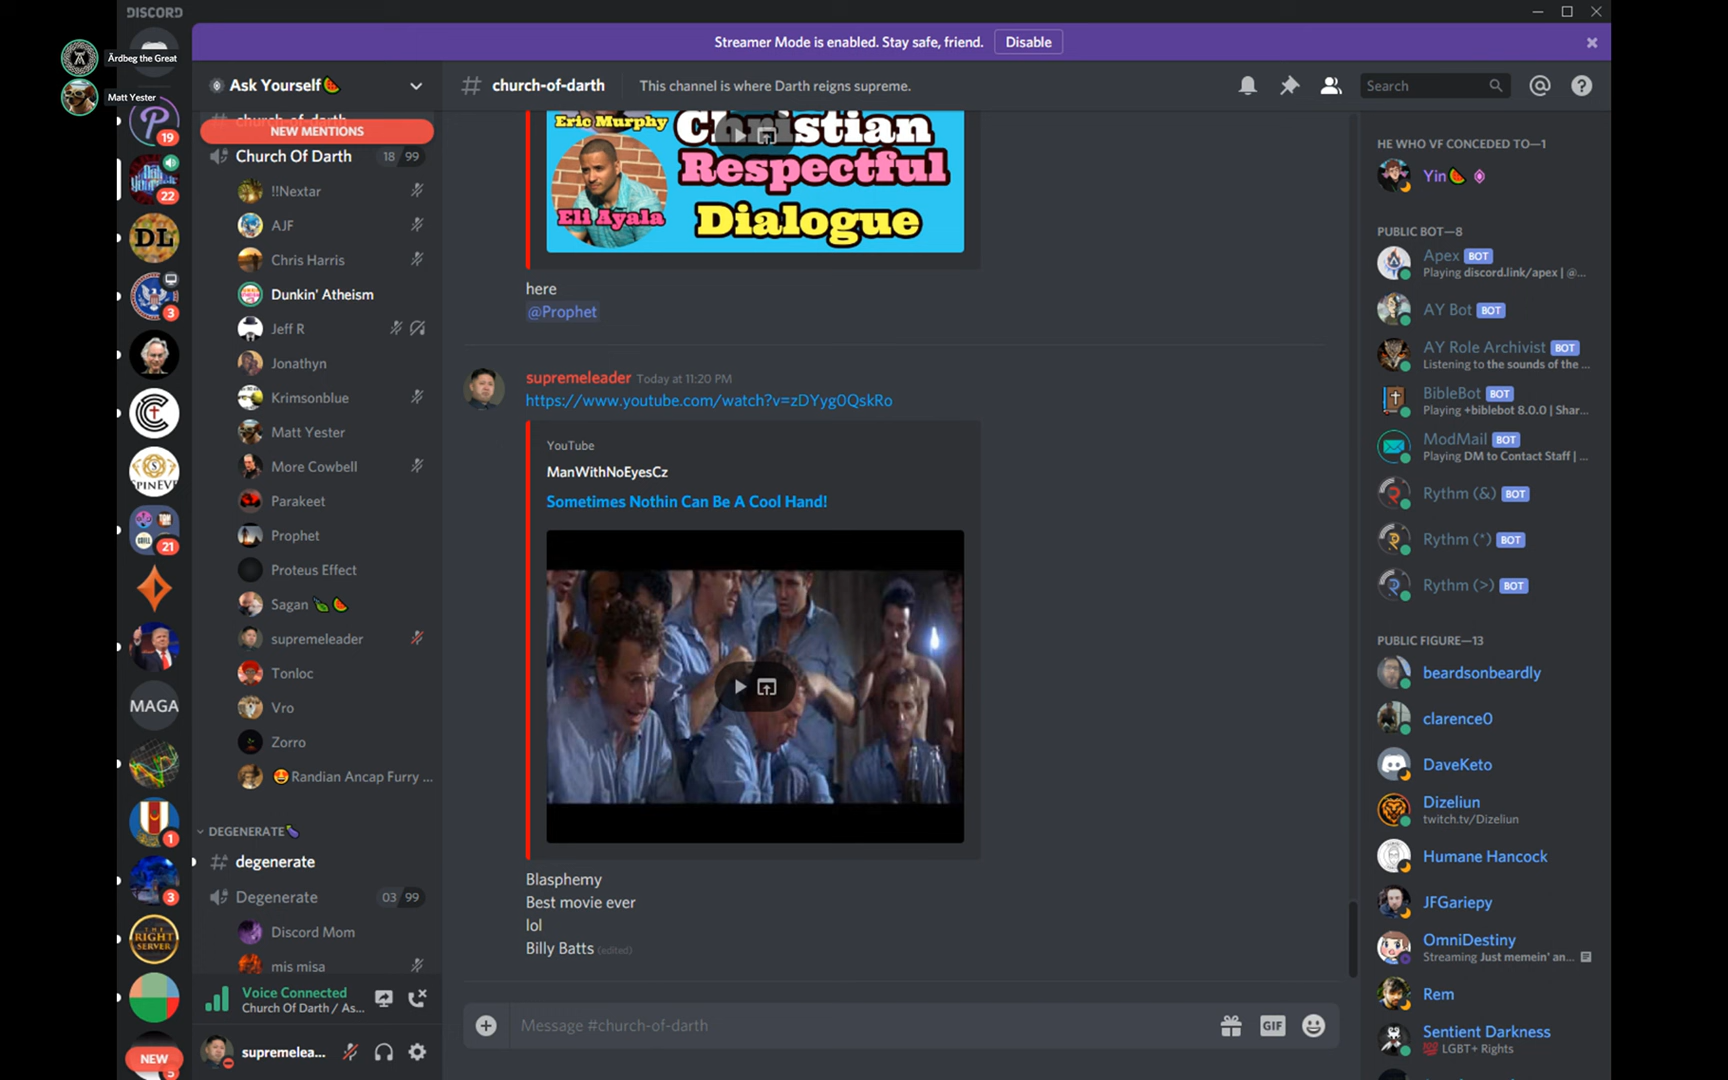 DISCORD
Streamer Mode is enabled. Stay safe, friend.
Disable
Ärdbeg the Great
Matt Yester
19
22
DL
3
SPINEVE
21
MAGA
1
3
THE
RIGHT
SERVER
NEW
5
Ask Yourself🍉
church-of-darth
NEW MENTIONS
Church Of Darth 18 99
!!Nextar
AJF
Chris Harris
Dunkin' Atheism
Jeff R
Jonathyn
Krimsonblue
Matt Yester
More Cowbell
Parakeet
Prophet
Proteus Effect
Sagan
supremeleader
Tonloc
Vro
Zorro
🤩Randian Ancap Furry ...
DEGENERATE🍆
degenerate
Degenerate 03 99
Discord Mom
mis misa
Voice Connected
Church Of Darth / As...
supremelea...
# church-of-darth
This channel is where Darth reigns supreme.
Search
Eric Murphy
Christian
Respectful
Dialogue
Eli Ayala
here
@Prophet
supremeleader Today at 11:20 PM
https://www.youtube.com/watch?v=zDYyg0QskRo
YouTube
ManWithNoEyesCz
Sometimes Nothin Can Be A Cool Hand!
Blasphemy
Best movie ever
lol
Billy Batts (edited)
Message #church-of-darth
GIF
HE WHO VF CONCEDED TO—1
Yin🍉
PUBLIC BOT—8
Apex BOT
Playing discord.link/apex | @...
AY Bot BOT
AY Role Archivist BOT
Listening to the sounds of the ...
BibleBot BOT
Playing +biblebot 8.0.0 | Shar...
ModMail BOT
Playing DM to Contact Staff | ...
Rythm (&) BOT
Rythm (*) BOT
Rythm (>) BOT
PUBLIC FIGURE—13
beardsonbeardly
clarence0
DaveKeto
Dizeliun
twitch.tv/Dizeliun
Humane Hancock
JFGariepy
OmniDestiny
Streaming Just memein' an...
Rem
Sentient Darkness
💯 LGBT+ Rights